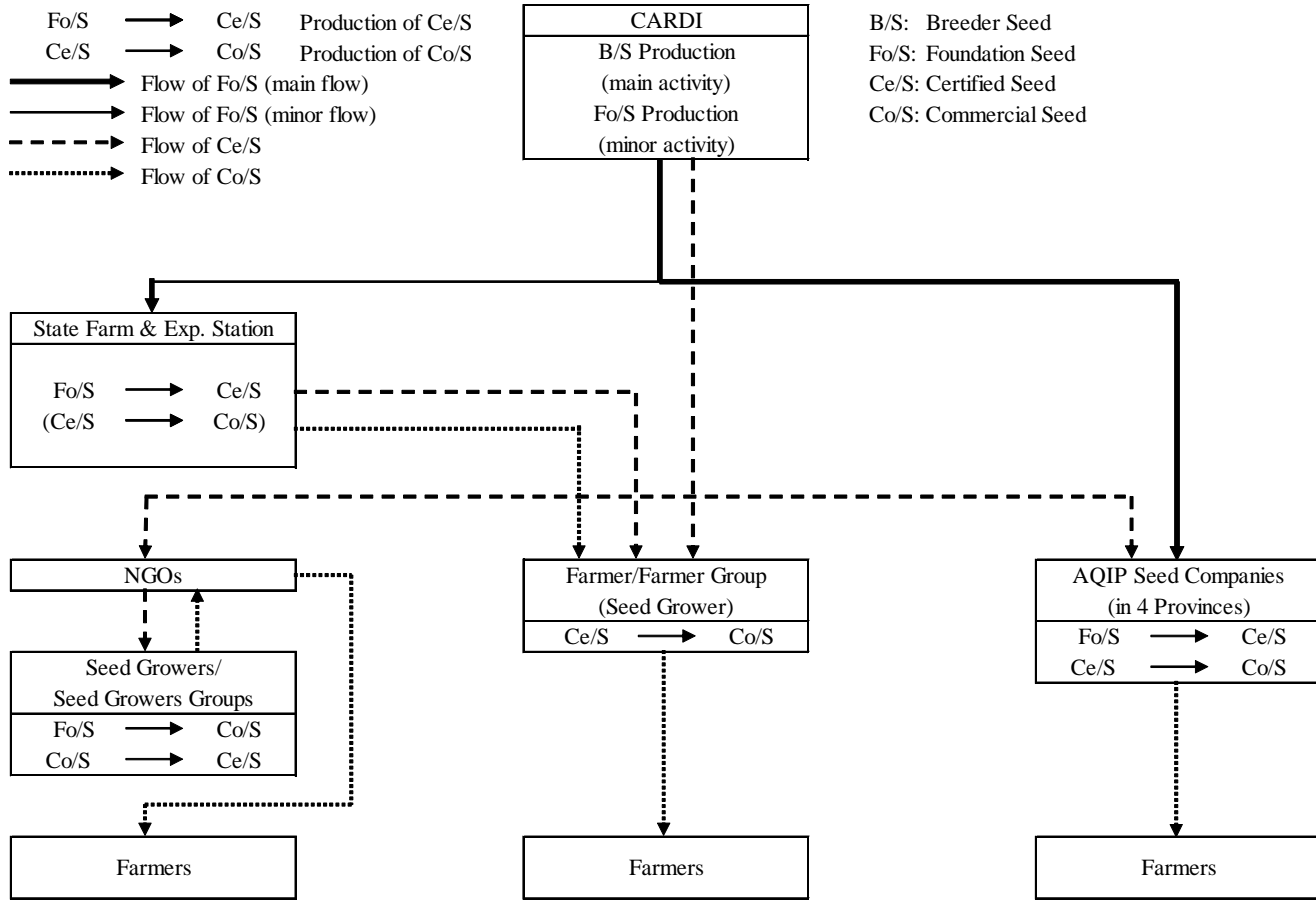 Fo/S Ce/S Production of Ce/S
Ce/S Co/S Production of Co/S
Flow of Fo/S (main flow)
Flow of Fo/S (minor flow)
Flow of Ce/S
Flow of Co/S
CARDI
B/S Production
(main activity)
Fo/S Production
(minor activity)
B/S: Breeder Seed
Fo/S: Foundation Seed
Ce/S: Certified Seed
Co/S: Commercial Seed
State Farm & Exp. Station
Fo/S Ce/S
(Ce/S Co/S)
NGOs
Seed Growers/
Seed Growers Groups
Fo/S Co/S
Co/S Ce/S
Farmer/Farmer Group
(Seed Grower)
Ce/S Co/S
AQIP Seed Companies
(in 4 Provinces)
Fo/S Ce/S
Ce/S Co/S
Farmers
Farmers
Farmers